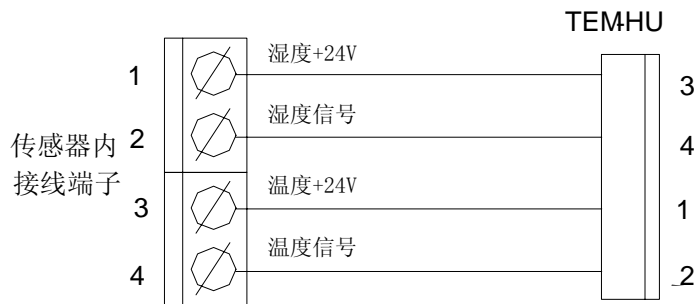 TEM-HU
1 湿度+24V 3
2 湿度信号 4
传感器内
接线端子
3 温度+24V 1
4 温度信号 2